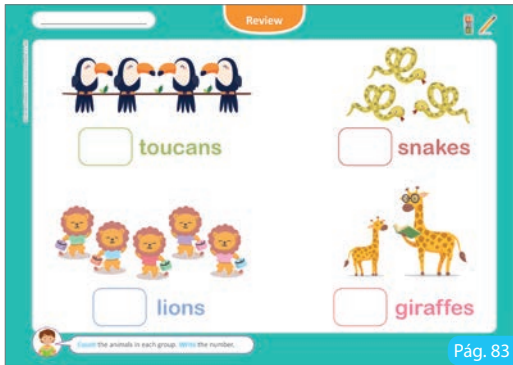 Review
toucans
snakes
lions
giraffes
Count the animals in each group. Write the number.
Pág. 83